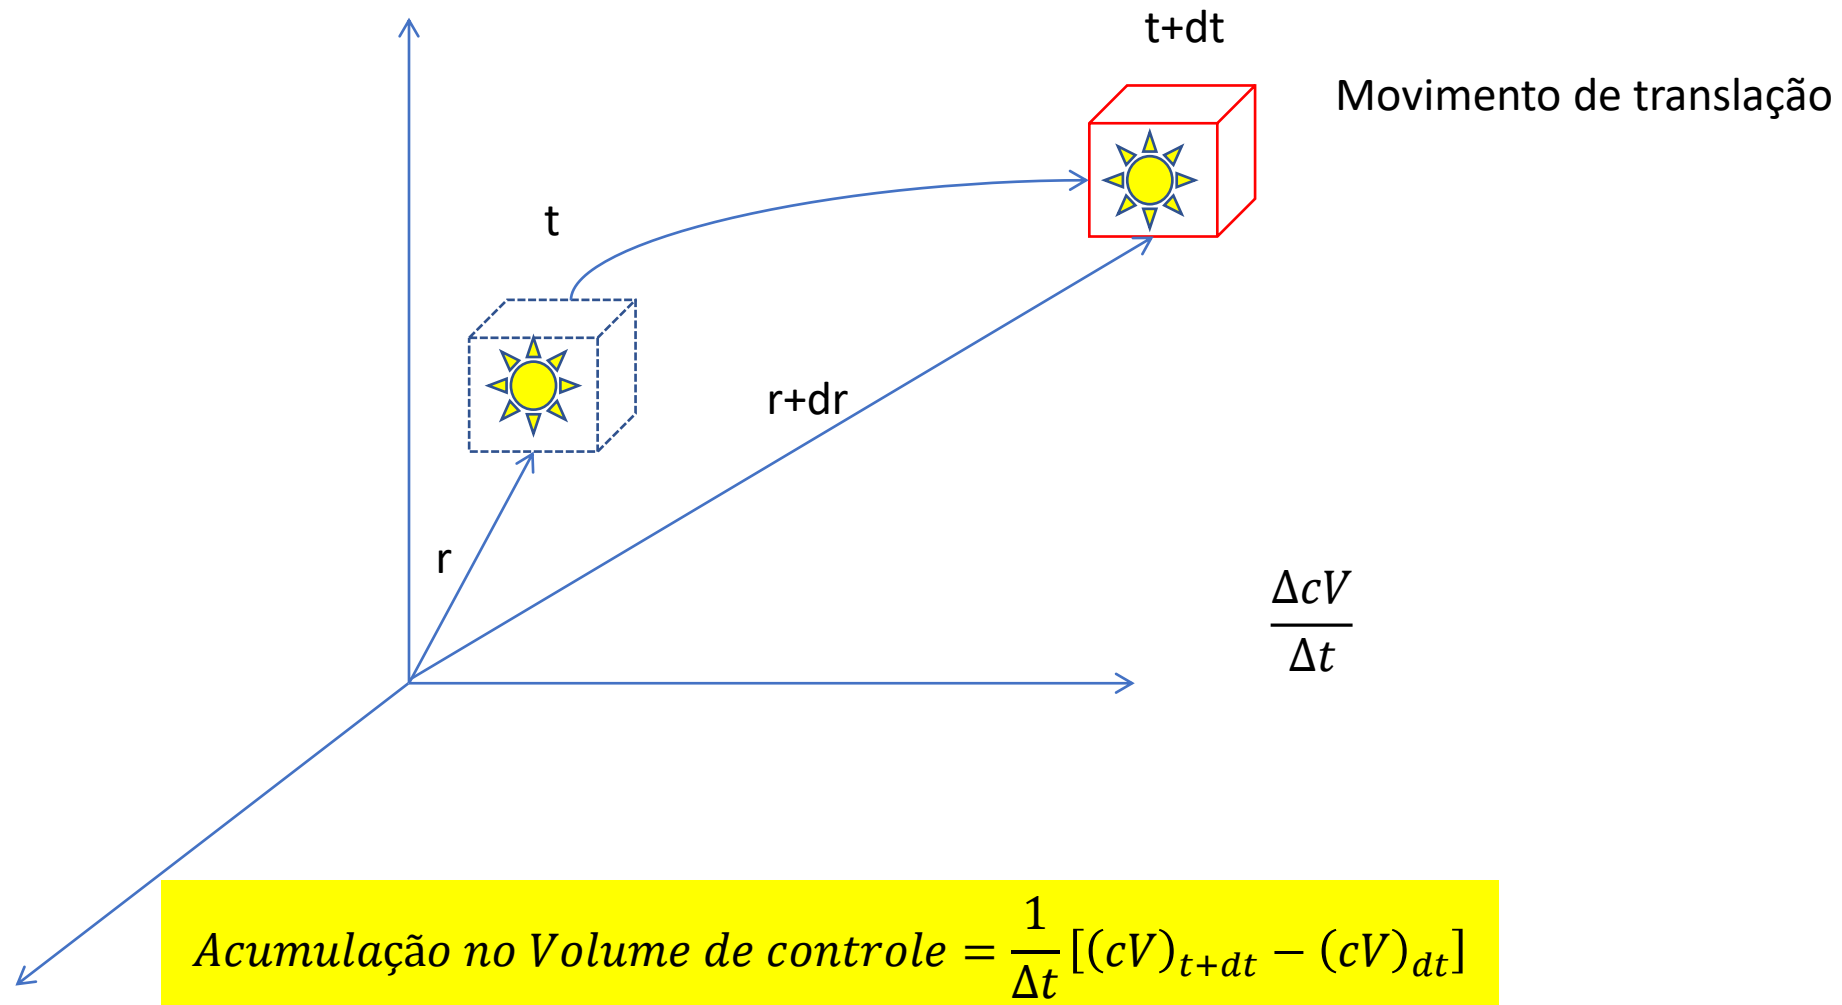 t+dt
Movimento de translação
t
r+dr
r
ΔcV
Δt
Acumulação no Volume de controle = 1/Δt [(cV)t+dt − (cV)dt]